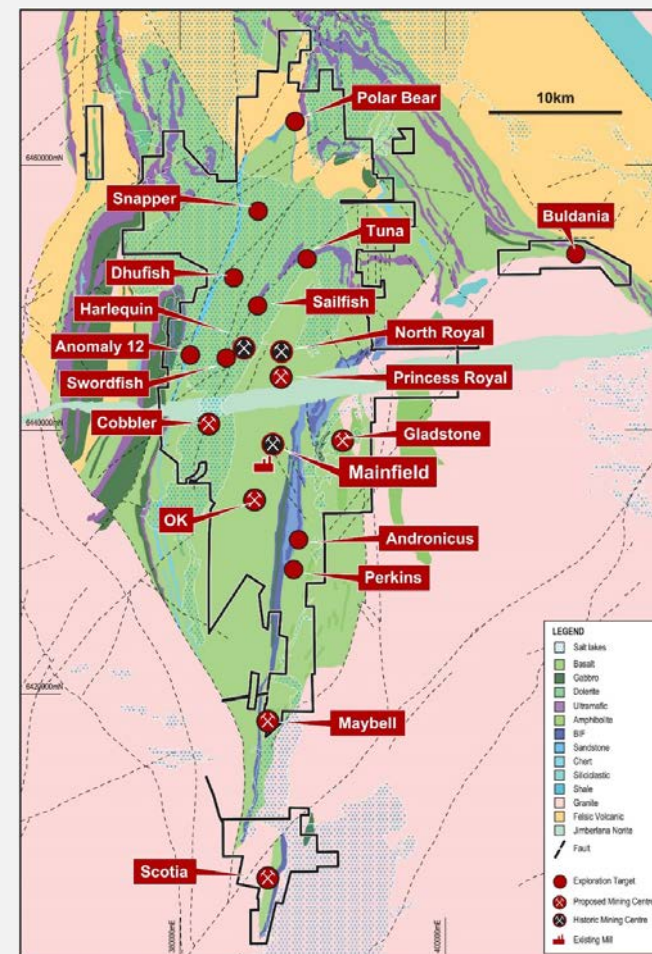 Polar Bear
10km
6460000mN
Snapper
Buldania
Tuna
Dhufish
Harlequin
Sailfish
Anomaly 12
North Royal
Swordfish
Princess Royal
Cobbler
6440000mN
Gladstone
Mainfield
OK
Andronicus
Perkins
6420000mN
Maybell
Scotia
380000mE
400000mE
LEGEND
Salt lakes
Basalt
Gabbro
Dolerite
Ultramafic
Amphibolite
BIF
Sandstone
Chert
Siliciclastic
Shale
Granite
Felsic Volcanic
Jimberlana Norite
Fault
Exploration Target
Proposed Mining Centre
Historic Mining Centre
Existing Mill